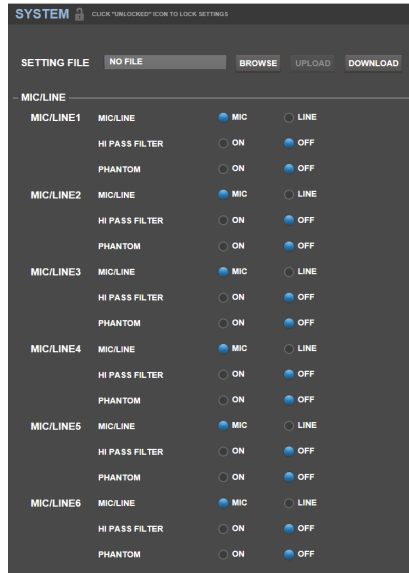 SYSTEM CLICK "UNLOCKED" ICON TO LOCK SETTINGS
SETTING FILE NO FILE BROWSE UPLOAD DOWNLOAD
MIC/LINE
MIC/LINE1 MIC/LINE MIC LINE
HI PASS FILTER ON OFF
PHANTOM ON OFF
MIC/LINE2 MIC/LINE MIC LINE
HI PASS FILTER ON OFF
PHANTOM ON OFF
MIC/LINE3 MIC/LINE MIC LINE
HI PASS FILTER ON OFF
PHANTOM ON OFF
MIC/LINE4 MIC/LINE MIC LINE
HI PASS FILTER ON OFF
PHANTOM ON OFF
MIC/LINE5 MIC/LINE MIC LINE
HI PASS FILTER ON OFF
PHANTOM ON OFF
MIC/LINE6 MIC/LINE MIC LINE
HI PASS FILTER ON OFF
PHANTOM ON OFF